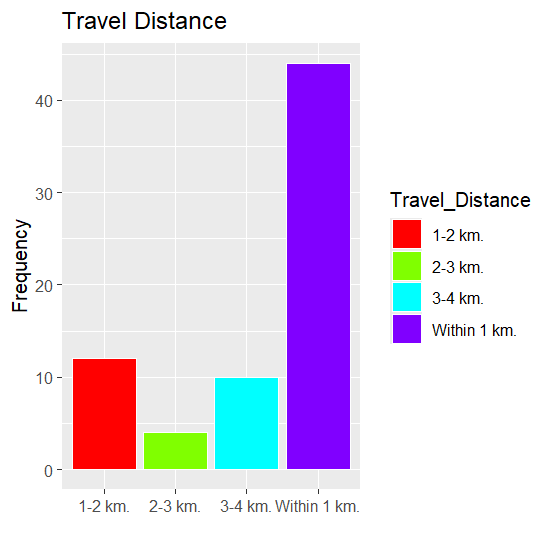 Travel Distance
Frequency
40
30
20
10
0
1-2 km.
2-3 km.
3-4 km.
Within 1 km.
Travel_Distance
1-2 km.
2-3 km.
3-4 km.
Within 1 km.